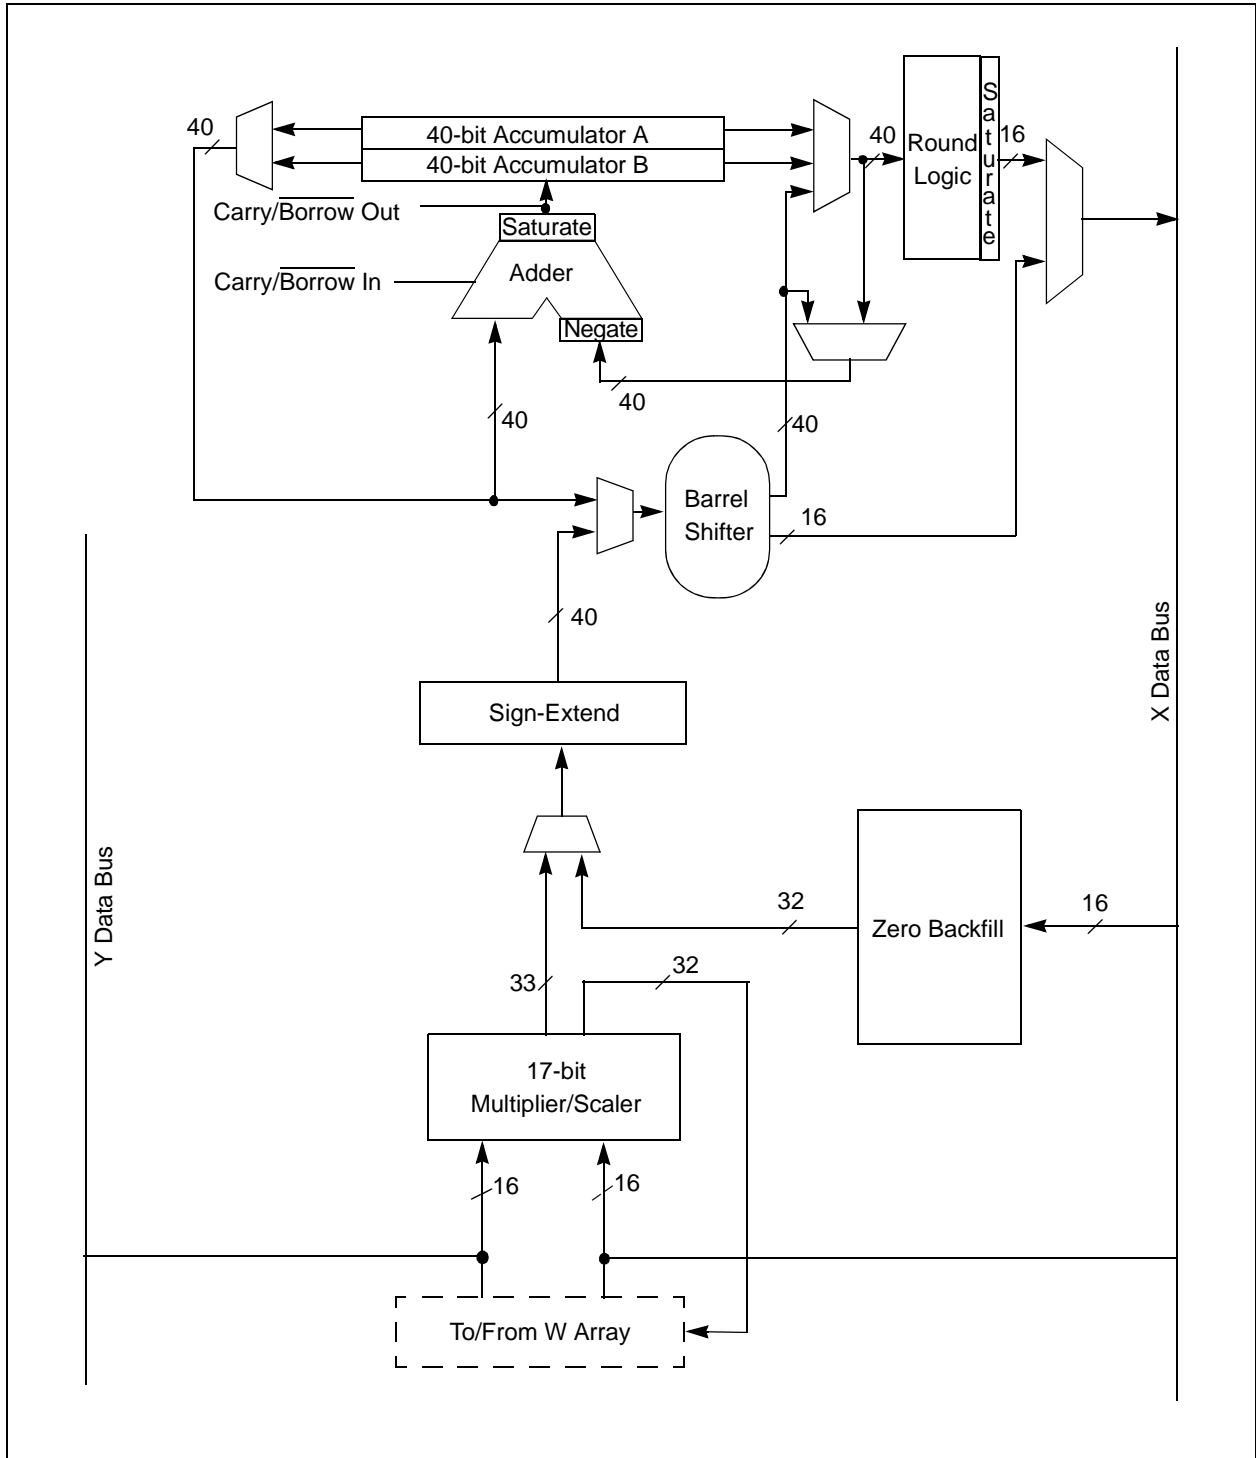 40
40-bit Accumulator A
40-bit Accumulator B
Carry/Borrow Out
Saturate
Carry/Borrow In
Adder
Negate
40
Round
Logic
Saturate
16
40
40
40
Barrel
Shifter
16
40
Sign-Extend
X Data Bus
Y Data Bus
32
Zero Backfill
16
33
32
17-bit
Multiplier/Scaler
16
16
To/From W Array